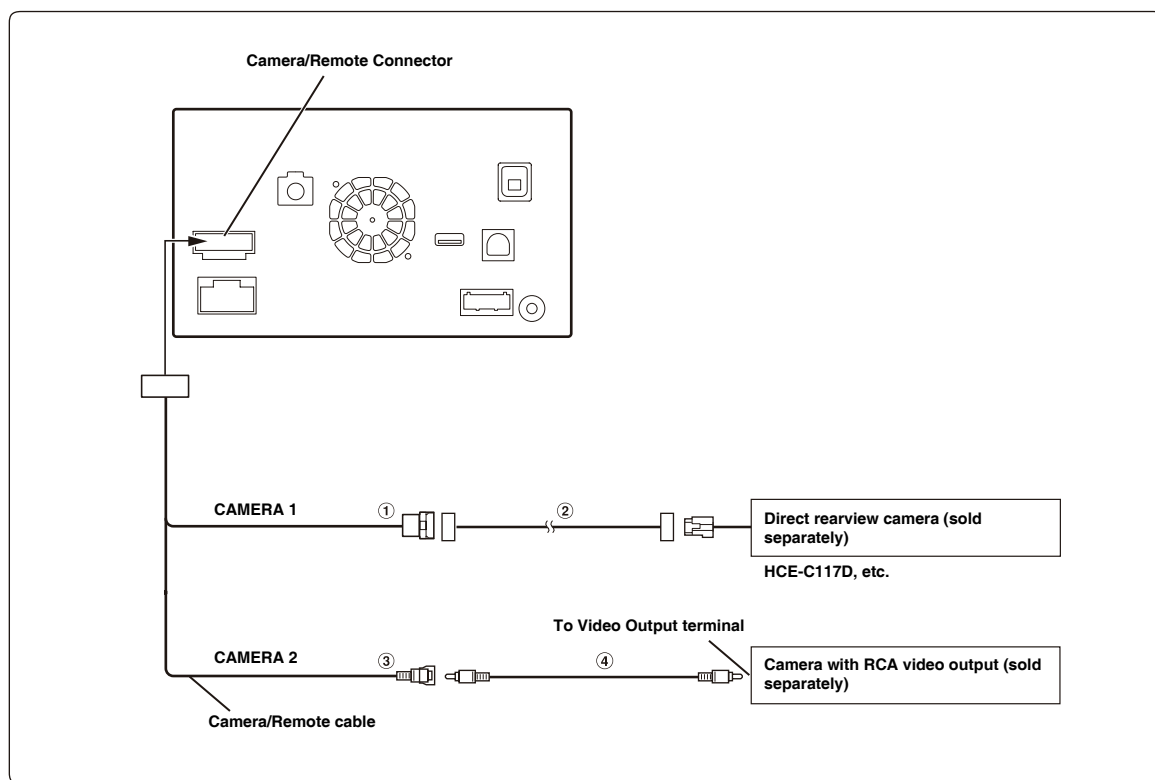 Camera/Remote Connector
CAMERA 1
①
②
Direct rearview camera (sold
separately)
HCE-C117D, etc.
To Video Output terminal
CAMERA 2
③
④
Camera with RCA video output (sold
separately)
Camera/Remote cable